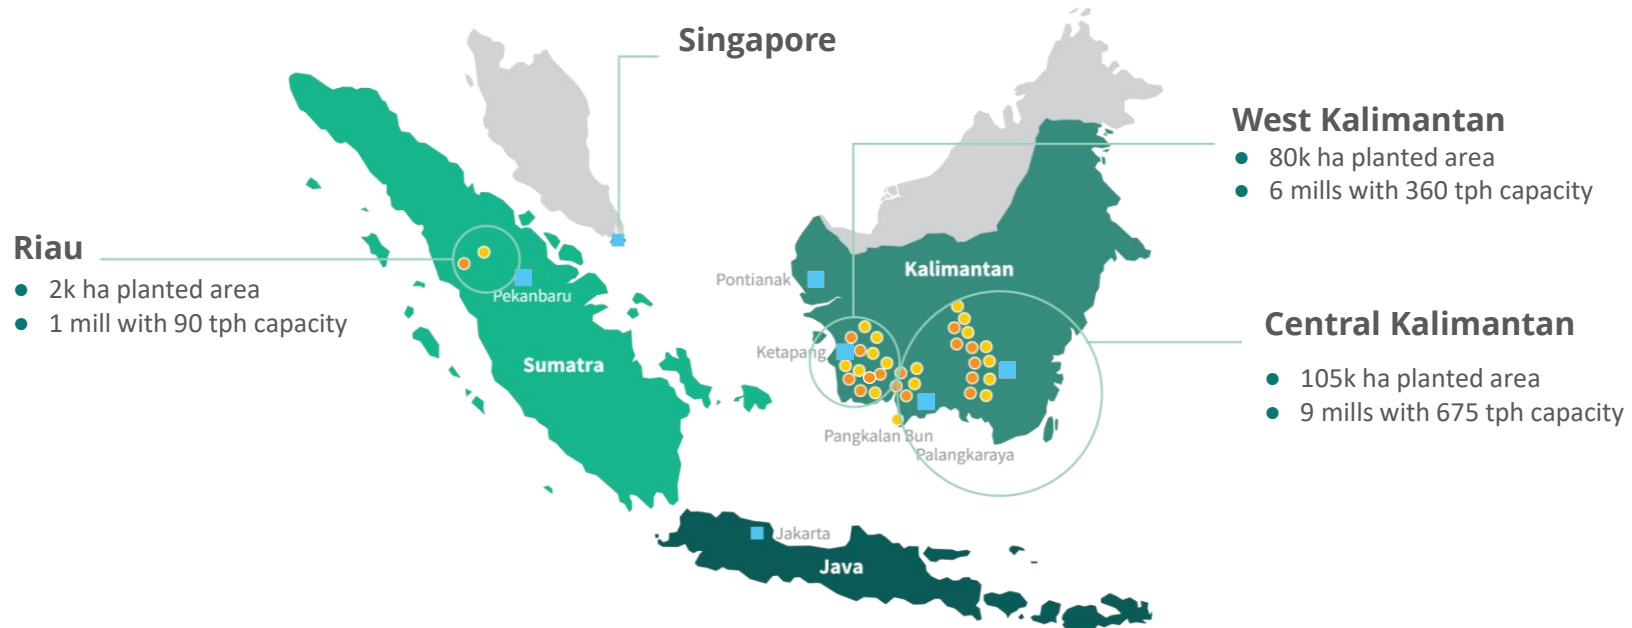 Singapore
West Kalimantan
● 80k ha planted area
● 6 mills with 360 tph capacity
Riau
● 2k ha planted area
● 1 mill with 90 tph capacity
Pekanbaru
Sumatra
Pontianak
Kalimantan
Ketapang
Central Kalimantan
● 105k ha planted area
● 9 mills with 675 tph capacity
Pangkalan Bun
Palangkaraya
Jakarta
Java